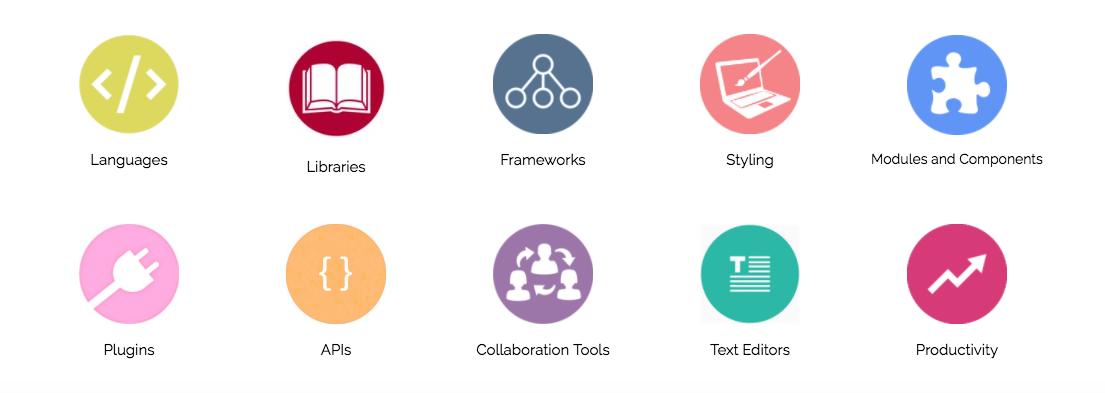 Languages
Libraries
Frameworks
Styling
Modules and Components
T
Plugins
{ }
APIs
Collaboration Tools
Text Editors
Productivity